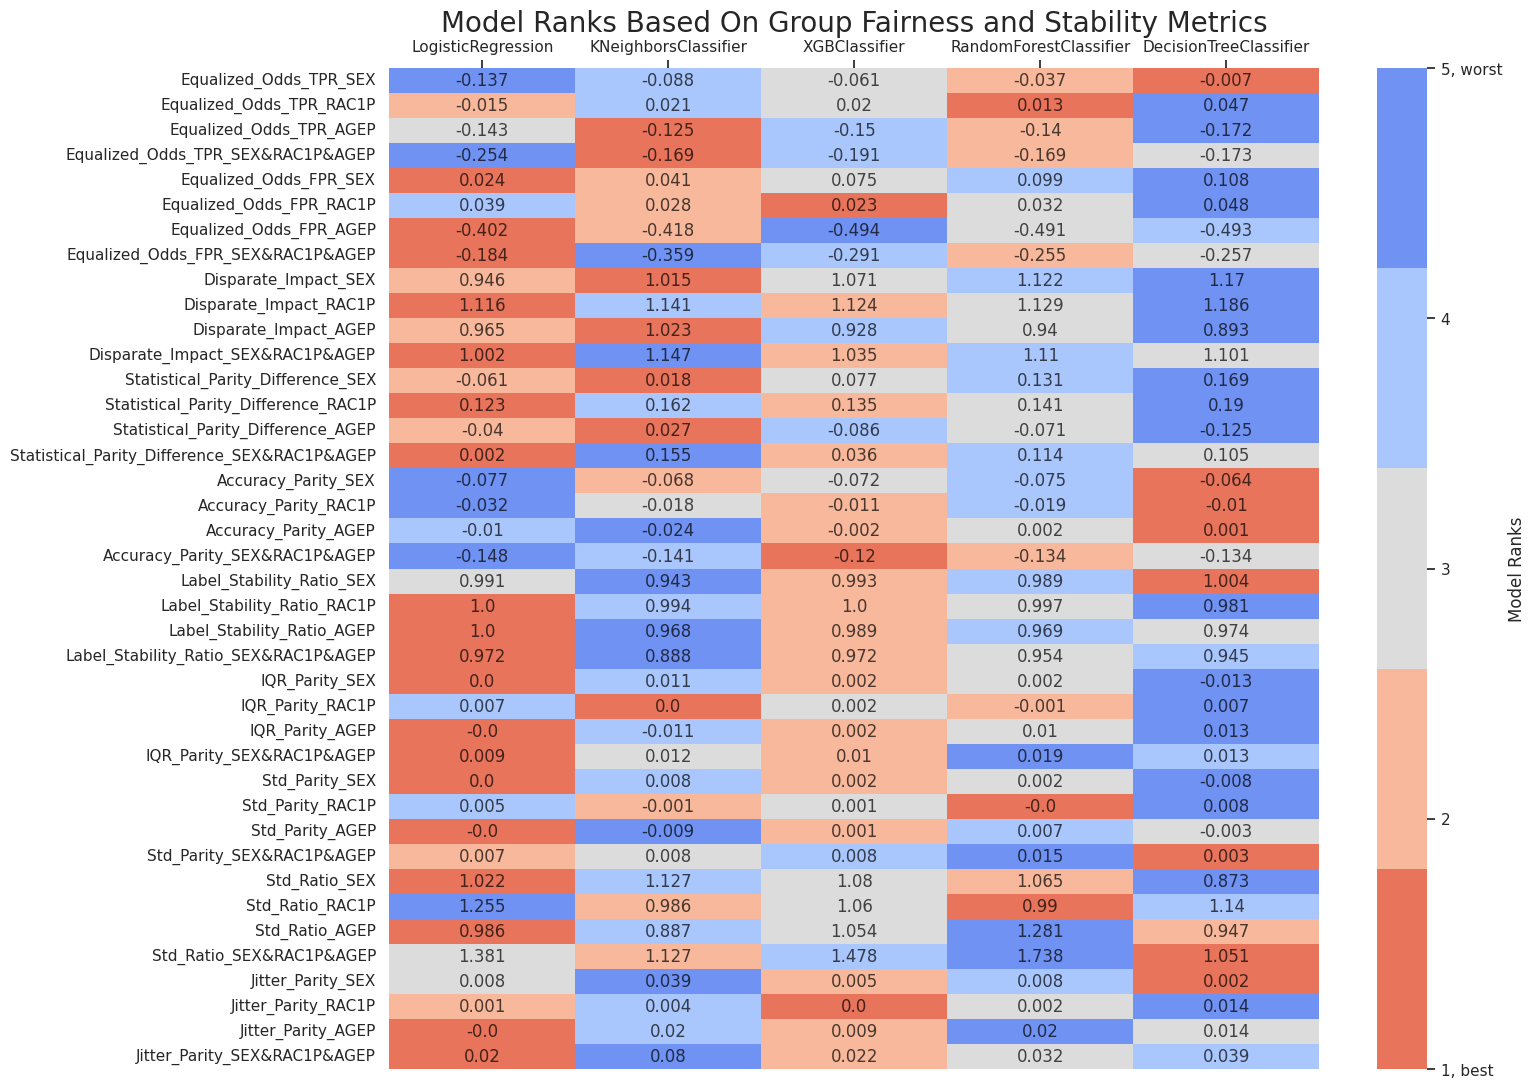 Model Ranks Based On Group Fairness and Stability Metrics
LogisticRegression KNeighborsClassifier XGBClassifier RandomForestClassifier DecisionTreeClassifier
Equalized_Odds_TPR_SEX -0.137 -0.088 -0.061 -0.037 -0.007
Equalized_Odds_TPR_RAC1P -0.015 0.021 0.02 0.013 0.047
Equalized_Odds_TPR_AGEP -0.143 -0.125 -0.15 -0.14 -0.172
Equalized_Odds_TPR_SEX&RAC1P&AGEP -0.254 -0.169 -0.191 -0.169 -0.173
Equalized_Odds_FPR_SEX 0.024 0.041 0.075 0.099 0.108
Equalized_Odds_FPR_RAC1P 0.039 0.028 0.023 0.032 0.048
Equalized_Odds_FPR_AGEP -0.402 -0.418 -0.494 -0.491 -0.493
Equalized_Odds_FPR_SEX&RAC1P&AGEP -0.184 -0.359 -0.291 -0.255 -0.257
Disparate_Impact_SEX 0.946 1.015 1.071 1.122 1.17
Disparate_Impact_RAC1P 1.116 1.141 1.124 1.129 1.186
Disparate_Impact_AGEP 0.965 1.023 0.928 0.94 0.893
Disparate_Impact_SEX&RAC1P&AGEP 1.002 1.147 1.035 1.11 1.101
Statistical_Parity_Difference_SEX -0.061 0.018 0.077 0.131 0.169
Statistical_Parity_Difference_RAC1P 0.123 0.162 0.135 0.141 0.19
Statistical_Parity_Difference_AGEP -0.04 0.027 -0.086 -0.071 -0.125
Statistical_Parity_Difference_SEX&RAC1P&AGEP 0.002 0.155 0.036 0.114 0.105
Accuracy_Parity_SEX -0.077 -0.068 -0.072 -0.075 -0.064
Accuracy_Parity_RAC1P -0.032 -0.018 -0.011 -0.019 -0.01
Accuracy_Parity_AGEP -0.01 -0.024 -0.002 0.002 0.001
Accuracy_Parity_SEX&RAC1P&AGEP -0.148 -0.141 -0.12 -0.134 -0.134
Label_Stability_Ratio_SEX 0.991 0.943 0.993 0.989 1.004
Label_Stability_Ratio_RAC1P 1.0 0.994 1.0 0.997 0.981
Label_Stability_Ratio_AGEP 1.0 0.968 0.989 0.969 0.974
Label_Stability_Ratio_SEX&RAC1P&AGEP 0.972 0.888 0.972 0.954 0.945
IQR_Parity_SEX 0.0 0.011 0.002 0.002 -0.013
IQR_Parity_RAC1P 0.007 0.0 0.002 -0.001 0.007
IQR_Parity_AGEP -0.0 -0.011 0.002 0.01 0.013
IQR_Parity_SEX&RAC1P&AGEP 0.009 0.012 0.01 0.019 0.013
Std_Parity_SEX 0.0 0.008 0.002 0.002 -0.008
Std_Parity_RAC1P 0.005 -0.001 0.001 -0.0 0.008
Std_Parity_AGEP -0.0 -0.009 0.001 0.007 -0.003
Std_Parity_SEX&RAC1P&AGEP 0.007 0.008 0.008 0.015 0.003
Std_Ratio_SEX 1.022 1.127 1.08 1.065 0.873
Std_Ratio_RAC1P 1.255 0.986 1.06 0.99 1.14
Std_Ratio_AGEP 0.986 0.887 1.054 1.281 0.947
Std_Ratio_SEX&RAC1P&AGEP 1.381 1.127 1.478 1.738 1.051
Jitter_Parity_SEX 0.008 0.039 0.005 0.008 0.002
Jitter_Parity_RAC1P 0.001 0.004 0.0 0.002 0.014
Jitter_Parity_AGEP -0.0 0.02 0.009 0.02 0.014
Jitter_Parity_SEX&RAC1P&AGEP 0.02 0.08 0.022 0.032 0.039
5, worst
4
3
2
1, best
Model Ranks